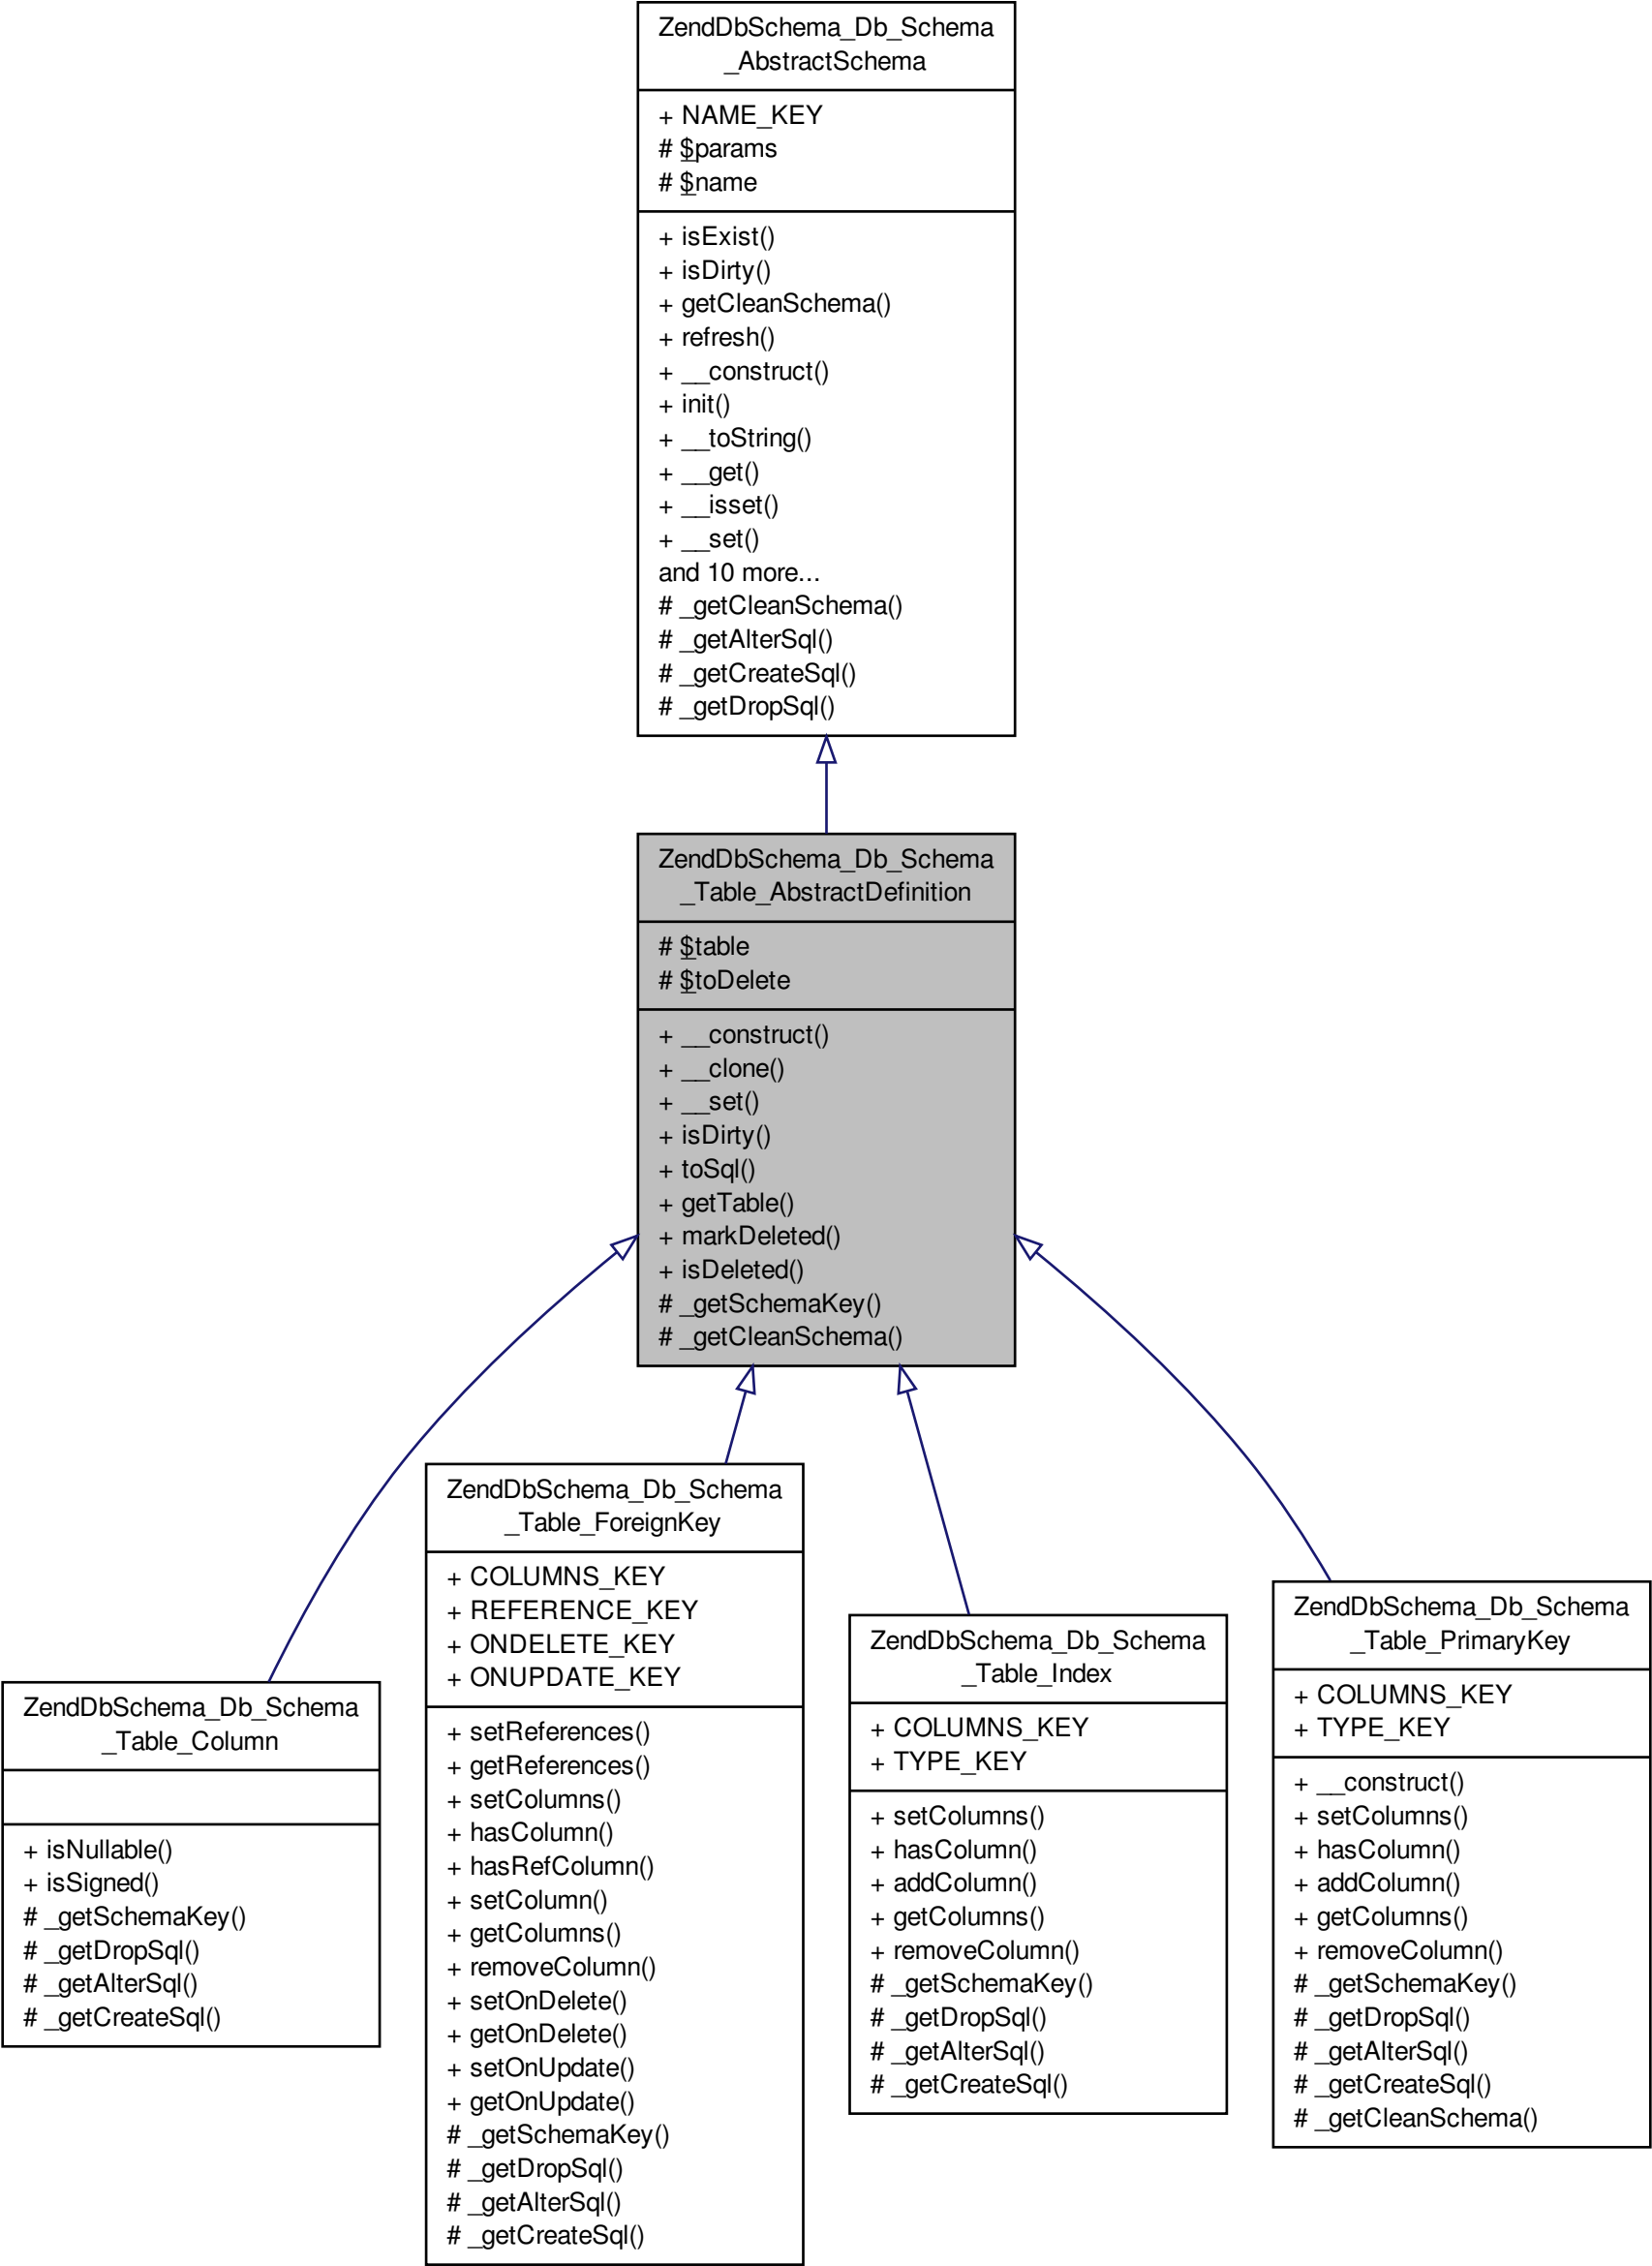 ZendDbSchema_Db_Schema
_AbstractSchema
+ NAME_KEY
# $params
# $name
+ isExist()
+ isDirty()
+ getCleanSchema()
+ refresh()
+ __construct()
+ init()
+ __toString()
+ __get()
+ __isset()
+ __set()
and 10 more...
# _getCleanSchema()
# _getAlterSql()
# _getCreateSql()
# _getDropSql()
ZendDbSchema_Db_Schema
_Table_AbstractDefinition
# $table
# $toDelete
+ __construct()
+ __clone()
+ __set()
+ isDirty()
+ toSql()
+ getTable()
+ markDeleted()
+ isDeleted()
# _getSchemaKey()
# _getCleanSchema()
ZendDbSchema_Db_Schema
_Table_Column
+ isNullable()
+ isSigned()
# _getSchemaKey()
# _getDropSql()
# _getAlterSql()
# _getCreateSql()
ZendDbSchema_Db_Schema
_Table_ForeignKey
+ COLUMNS_KEY
+ REFERENCE_KEY
+ ONDELETE_KEY
+ ONUPDATE_KEY
+ setReferences()
+ getReferences()
+ setColumns()
+ hasColumn()
+ hasRefColumn()
+ setColumn()
+ getColumns()
+ removeColumn()
+ setOnDelete()
+ getOnDelete()
+ setOnUpdate()
+ getOnUpdate()
# _getSchemaKey()
# _getDropSql()
# _getAlterSql()
# _getCreateSql()
ZendDbSchema_Db_Schema
_Table_Index
+ COLUMNS_KEY
+ TYPE_KEY
+ setColumns()
+ hasColumn()
+ addColumn()
+ getColumns()
+ removeColumn()
# _getSchemaKey()
# _getDropSql()
# _getAlterSql()
# _getCreateSql()
ZendDbSchema_Db_Schema
_Table_PrimaryKey
+ COLUMNS_KEY
+ TYPE_KEY
+ __construct()
+ setColumns()
+ hasColumn()
+ addColumn()
+ getColumns()
+ removeColumn()
# _getSchemaKey()
# _getDropSql()
# _getAlterSql()
# _getCreateSql()
# _getCleanSchema()